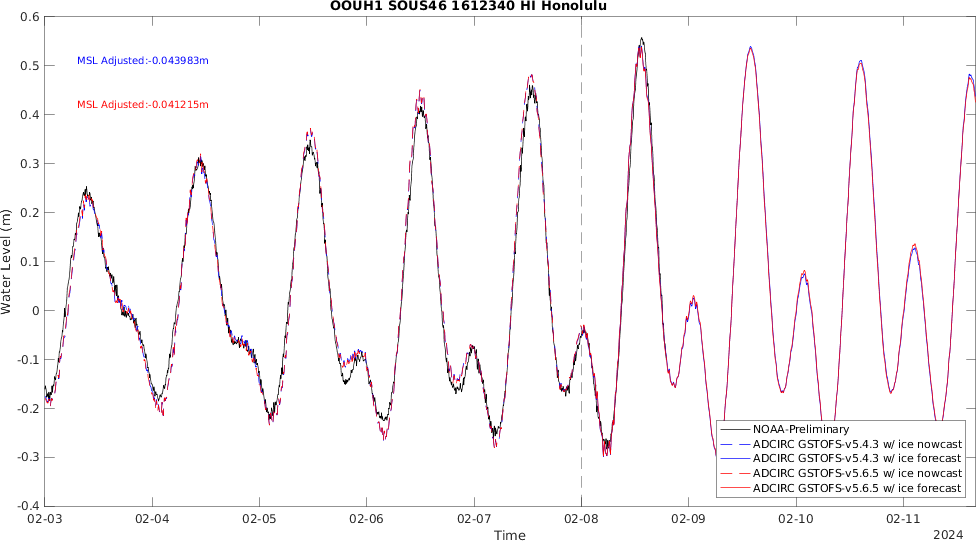 OOUH1 SOUS46 1612340 HI Honolulu
0.6
0.5
0.4
0.3
0.2
0.1
0
-0.1
-0.2
-0.3
-0.4
Water Level (m)
MSL Adjusted:-0.043983m
MSL Adjusted:-0.041215m
NOAA-Preliminary
ADCIRC GSTOFS-v5.4.3 w/ ice nowcast
ADCIRC GSTOFS-v5.4.3 w/ ice forecast
ADCIRC GSTOFS-v5.6.5 w/ ice nowcast
ADCIRC GSTOFS-v5.6.5 w/ ice forecast
02-03 02-04 02-05 02-06 02-07 02-08 02-09 02-10 02-11
Time
2024